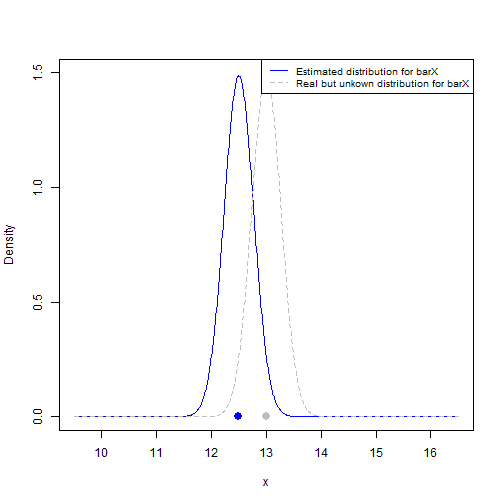 Estimated distribution for barX
Real but unkown distribution for barX
1.5
1.0
0.5
0.0
Density
10 11 12 13 14 15 16
x